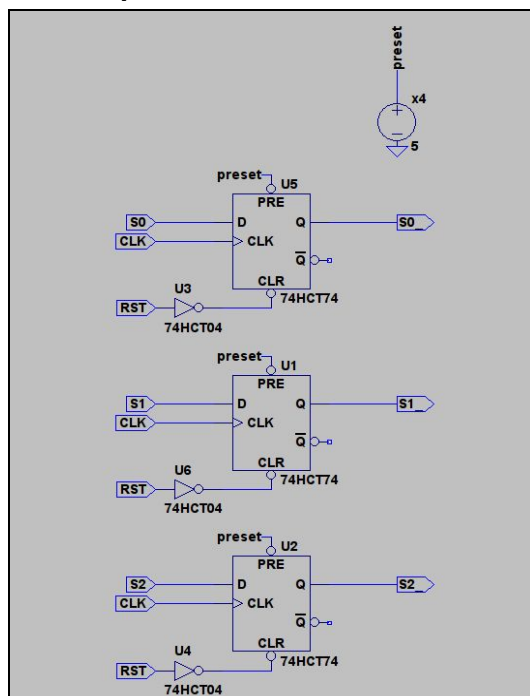 preset
x4
5
preset
U5
PRE
S0
D
Q
S0_
CLK
CLK
Q
CLR
U3
RST
74HCT74
74HCT04
preset
U1
PRE
S1
D
Q
S1_
CLK
CLK
Q
CLR
U6
RST
74HCT74
74HCT04
preset
U2
PRE
S2
D
Q
S2_
CLK
CLK
Q
CLR
U4
RST
74HCT74
74HCT04